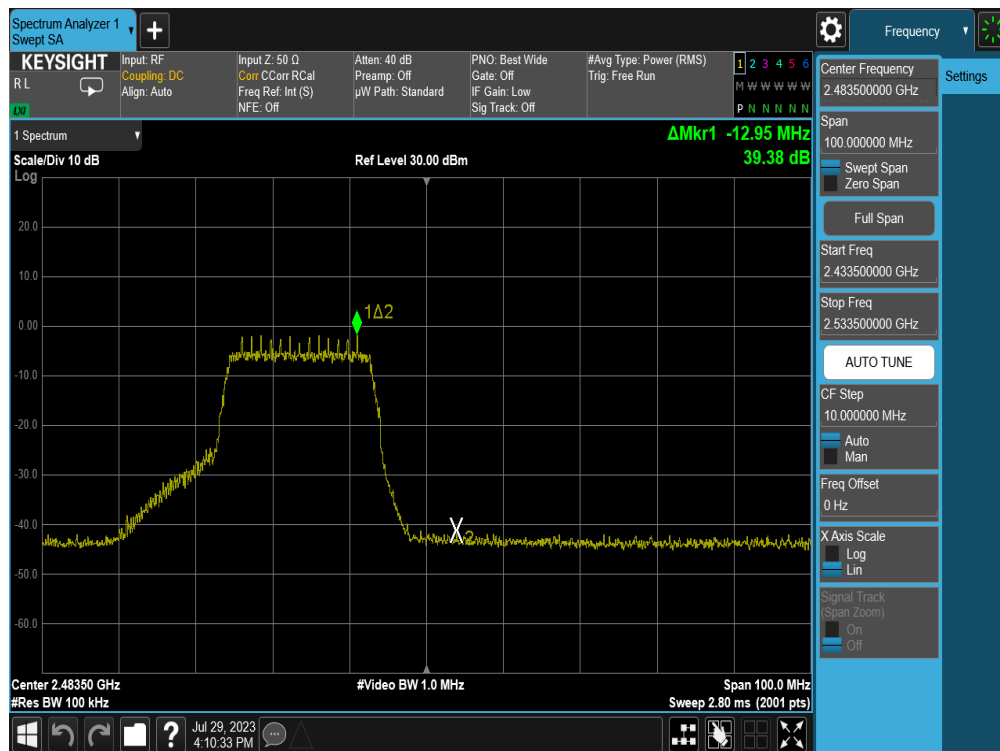 Spectrum Analyzer 1
Swept SA
+
Frequency
KEYSIGHT
R L
LXI
Input: RF
Coupling: DC
Align: Auto
Input Z: 50 Ω
Corr CCorr RCal
Freq Ref: Int (S)
NFE: Off
Atten: 40 dB
Preamp: Off
µW Path: Standard
PNO: Best Wide
Gate: Off
IF Gain: Low
Sig Track: Off
#Avg Type: Power (RMS)
Trig: Free Run
1 2 3 4 5 6
M W W W W W
P N N N N N
1 Spectrum
ΔMkr1 -12.95 MHz
39.38 dB
Scale/Div 10 dB
Ref Level 30.00 dBm
Log
20.0
10.0
0.00
-10.0
-20.0
-30.0
-40.0
-50.0
-60.0
1Δ2
X2
Center 2.48350 GHz
#Video BW 1.0 MHz
Span 100.0 MHz
#Res BW 100 kHz
Sweep 2.80 ms (2001 pts)
Center Frequency
2.483500000 GHz
Settings
Span
100.000000 MHz
Swept Span
Zero Span
Full Span
Start Freq
2.433500000 GHz
Stop Freq
2.533500000 GHz
AUTO TUNE
CF Step
10.000000 MHz
Auto
Man
Freq Offset
0 Hz
X Axis Scale
Log
Lin
Signal Track
(Span Zoom)
On
Off
?
Jul 29, 2023
4:10:33 PM